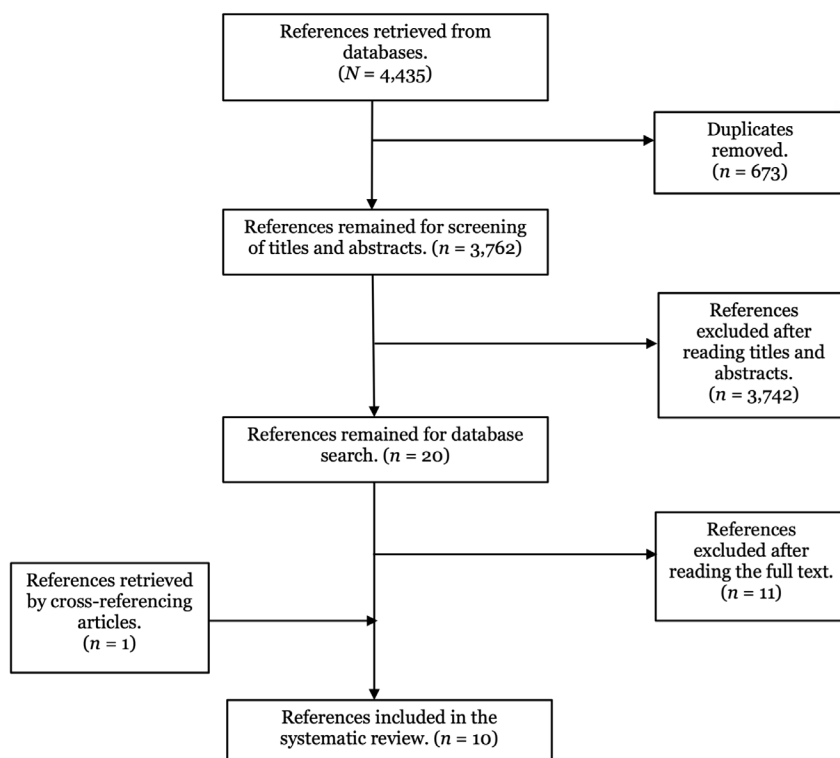 References retrieved from
databases.
(N = 4,435)
Duplicates
removed.
(n = 673)
References remained for screening
of titles and abstracts. (n = 3,762)
References
excluded after
reading titles and
abstracts.
(n = 3,742)
References remained for database
search. (n = 20)
References
excluded after
reading the full text.
(n = 11)
References retrieved
by cross-referencing
articles.
(n = 1)
References included in the
systematic review. (n = 10)